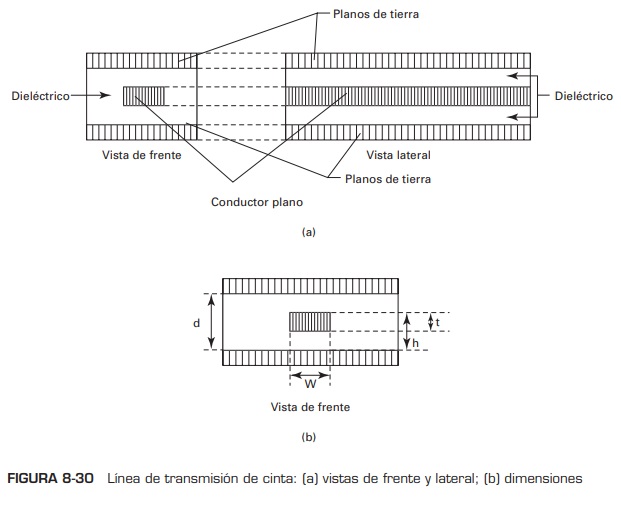 Planos de tierra
Dieléctrico
Dieléctrico
Vista de frente
Vista lateral
Planos de tierra
Conductor plano
(a)
d
t
h
W
Vista de frente
(b)
FIGURA 8-30 Línea de transmisión de cinta: (a) vistas de frente y lateral; (b) dimensiones